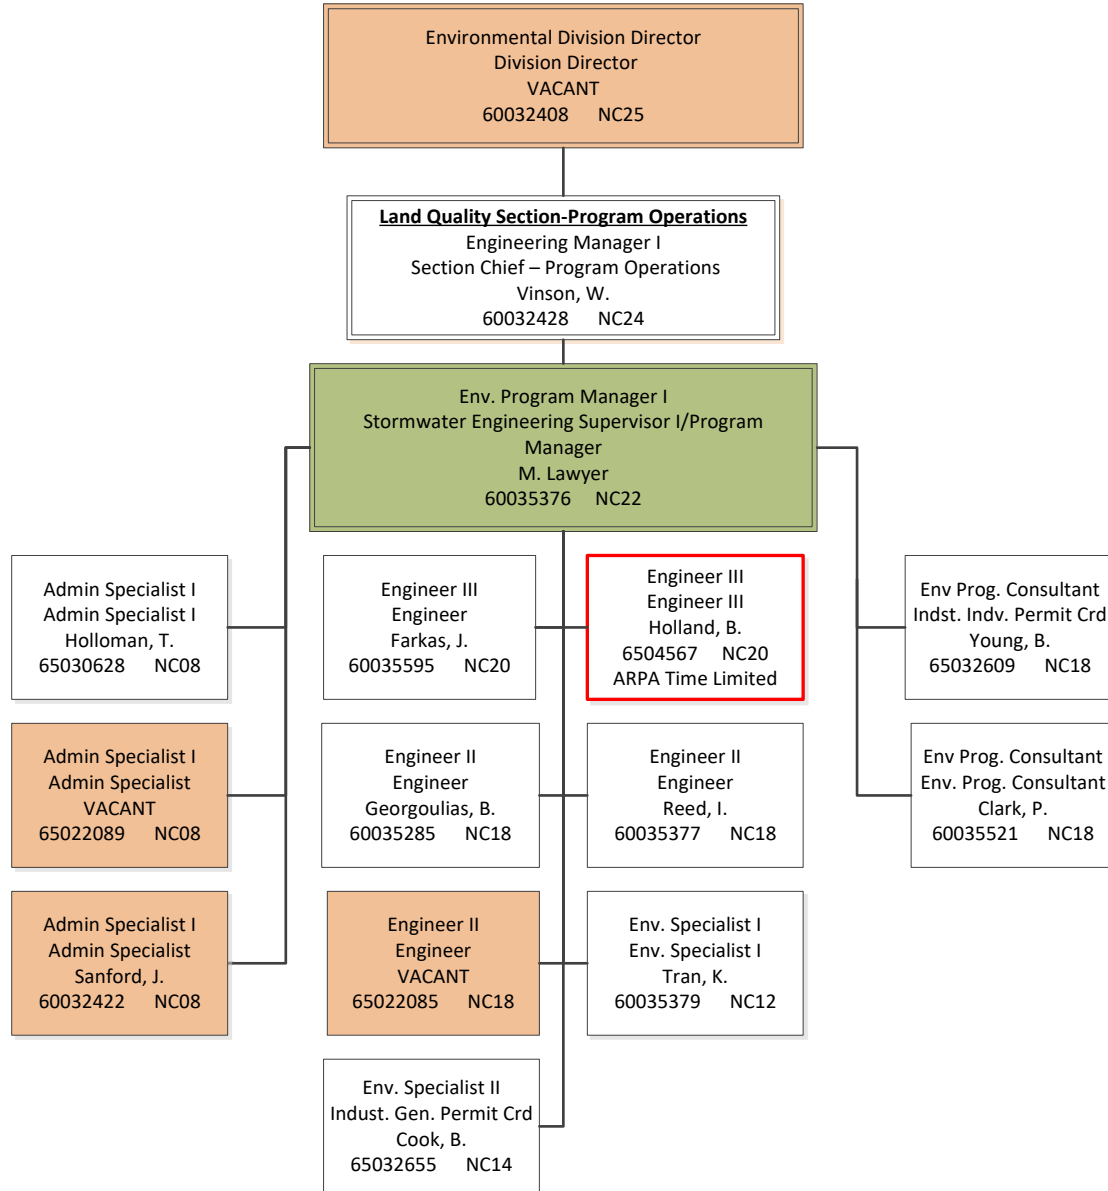 Environmental Division Director
Division Director
VACANT
60032408 NC25
Land Quality Section-Program Operations
Engineering Manager I
Section Chief – Program Operations
Vinson, W.
60032428 NC24
Env. Program Manager I
Stormwater Engineering Supervisor I/Program
Manager
M. Lawyer
60035376 NC22
Admin Specialist I
Admin Specialist I
Holloman, T.
65030628 NC08
Engineer III
Engineer
Farkas, J.
60035595 NC20
Engineer III
Engineer III
Holland, B.
6504567 NC20
ARPA Time Limited
Env Prog. Consultant
Indst. Indv. Permit Crd
Young, B.
65032609 NC18
Admin Specialist I
Admin Specialist
VACANT
65022089 NC08
Engineer II
Engineer
Georgoulias, B.
60035285 NC18
Engineer II
Engineer
Reed, I.
60035377 NC18
Env Prog. Consultant
Env. Prog. Consultant
Clark, P.
60035521 NC18
Admin Specialist I
Admin Specialist
Sanford, J.
60032422 NC08
Engineer II
Engineer
VACANT
65022085 NC18
Env. Specialist I
Env. Specialist I
Tran, K.
60035379 NC12
Env. Specialist II
Indust. Gen. Permit Crd
Cook, B.
65032655 NC14